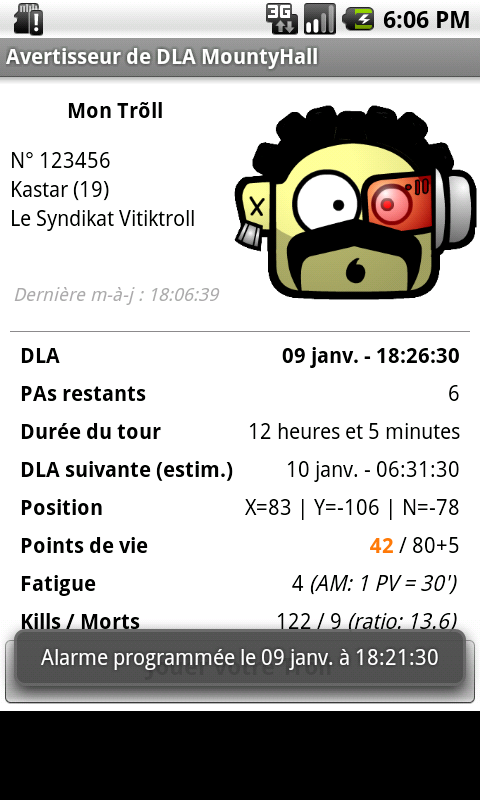 3G
6:06 PM
Avertisseur de DLA MountyHall
Mon Trõll
N° 123456
Kastar (19)
Le Syndikat Vitiktroll
Dernière m-à-j : 18:06:39
DLA 09 janv. - 18:26:30
PAs restants 6
Durée du tour 12 heures et 5 minutes
DLA suivante (estim.) 10 janv. - 06:31:30
Position X=83 | Y=-106 | N=-78
Points de vie 42 / 80+5
Fatigue 4 (AM: 1 PV = 30')
Kills / Morts 122 / 9 (ratio: 13.6)
Alarme programmée le 09 janv. à 18:21:30